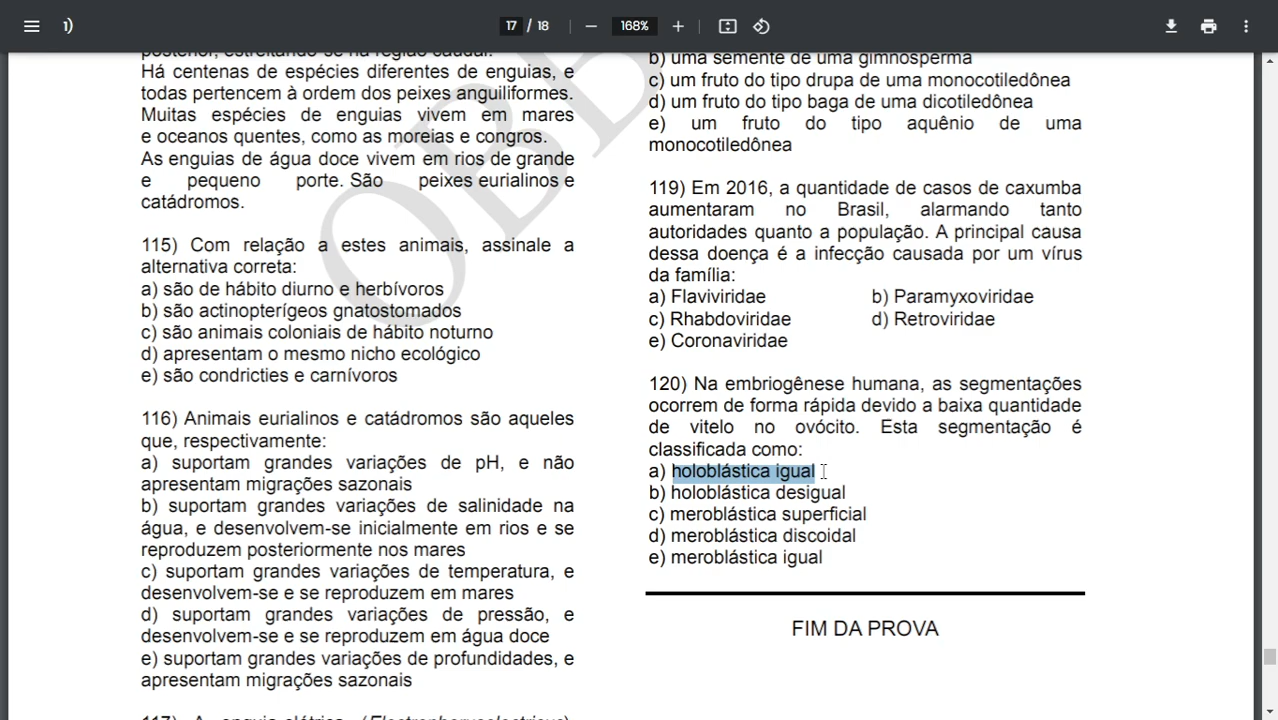 1)
17 / 18
168%
posterior, estreitando-se na região caudal.
Há centenas de espécies diferentes de enguias, e
todas pertencem à ordem dos peixes anguiliformes.
Muitas espécies de enguias vivem em mares
e oceanos quentes, como as moreias e congros.
As enguias de água doce vivem em rios de grande
e pequeno porte. São peixes eurialinos e
catádromos.
115) Com relação a estes animais, assinale a
alternativa correta:
a) são de hábito diurno e herbívoros
b) são actinopterígeos gnatostomados
c) são animais coloniais de hábito noturno
d) apresentam o mesmo nicho ecológico
e) são condricties e carnívoros
116) Animais eurialinos e catádromos são aqueles
que, respectivamente:
a) suportam grandes variações de pH, e não
apresentam migrações sazonais
b) suportam grandes variações de salinidade na
água, e desenvolvem-se inicialmente em rios e se
reproduzem posteriormente nos mares
c) suportam grandes variações de temperatura, e
desenvolvem-se e se reproduzem em mares
d) suportam grandes variações de pressão, e
desenvolvem-se e se reproduzem em água doce
e) suportam grandes variações de profundidades, e
apresentam migrações sazonais
117) A enguia-elétrica (Electrophoruselectricus)
b) uma semente de uma gimnosperma
c) um fruto do tipo drupa de uma monocotiledônea
d) um fruto do tipo baga de uma dicotiledônea
e) um fruto do tipo aquênio de uma
monocotiledônea
119) Em 2016, a quantidade de casos de caxumba
aumentaram no Brasil, alarmando tanto
autoridades quanto a população. A principal causa
dessa doença é a infecção causada por um vírus
da família:
a) Flaviviridae b) Paramyxoviridae
c) Rhabdoviridae d) Retroviridae
e) Coronaviridae
120) Na embriogênese humana, as segmentações
ocorrem de forma rápida devido a baixa quantidade
de vitelo no ovócito. Esta segmentação é
classificada como:
a) holoblástica igual
b) holoblástica desigual
c) meroblástica superficial
d) meroblástica discoidal
e) meroblástica igual
FIM DA PROVA